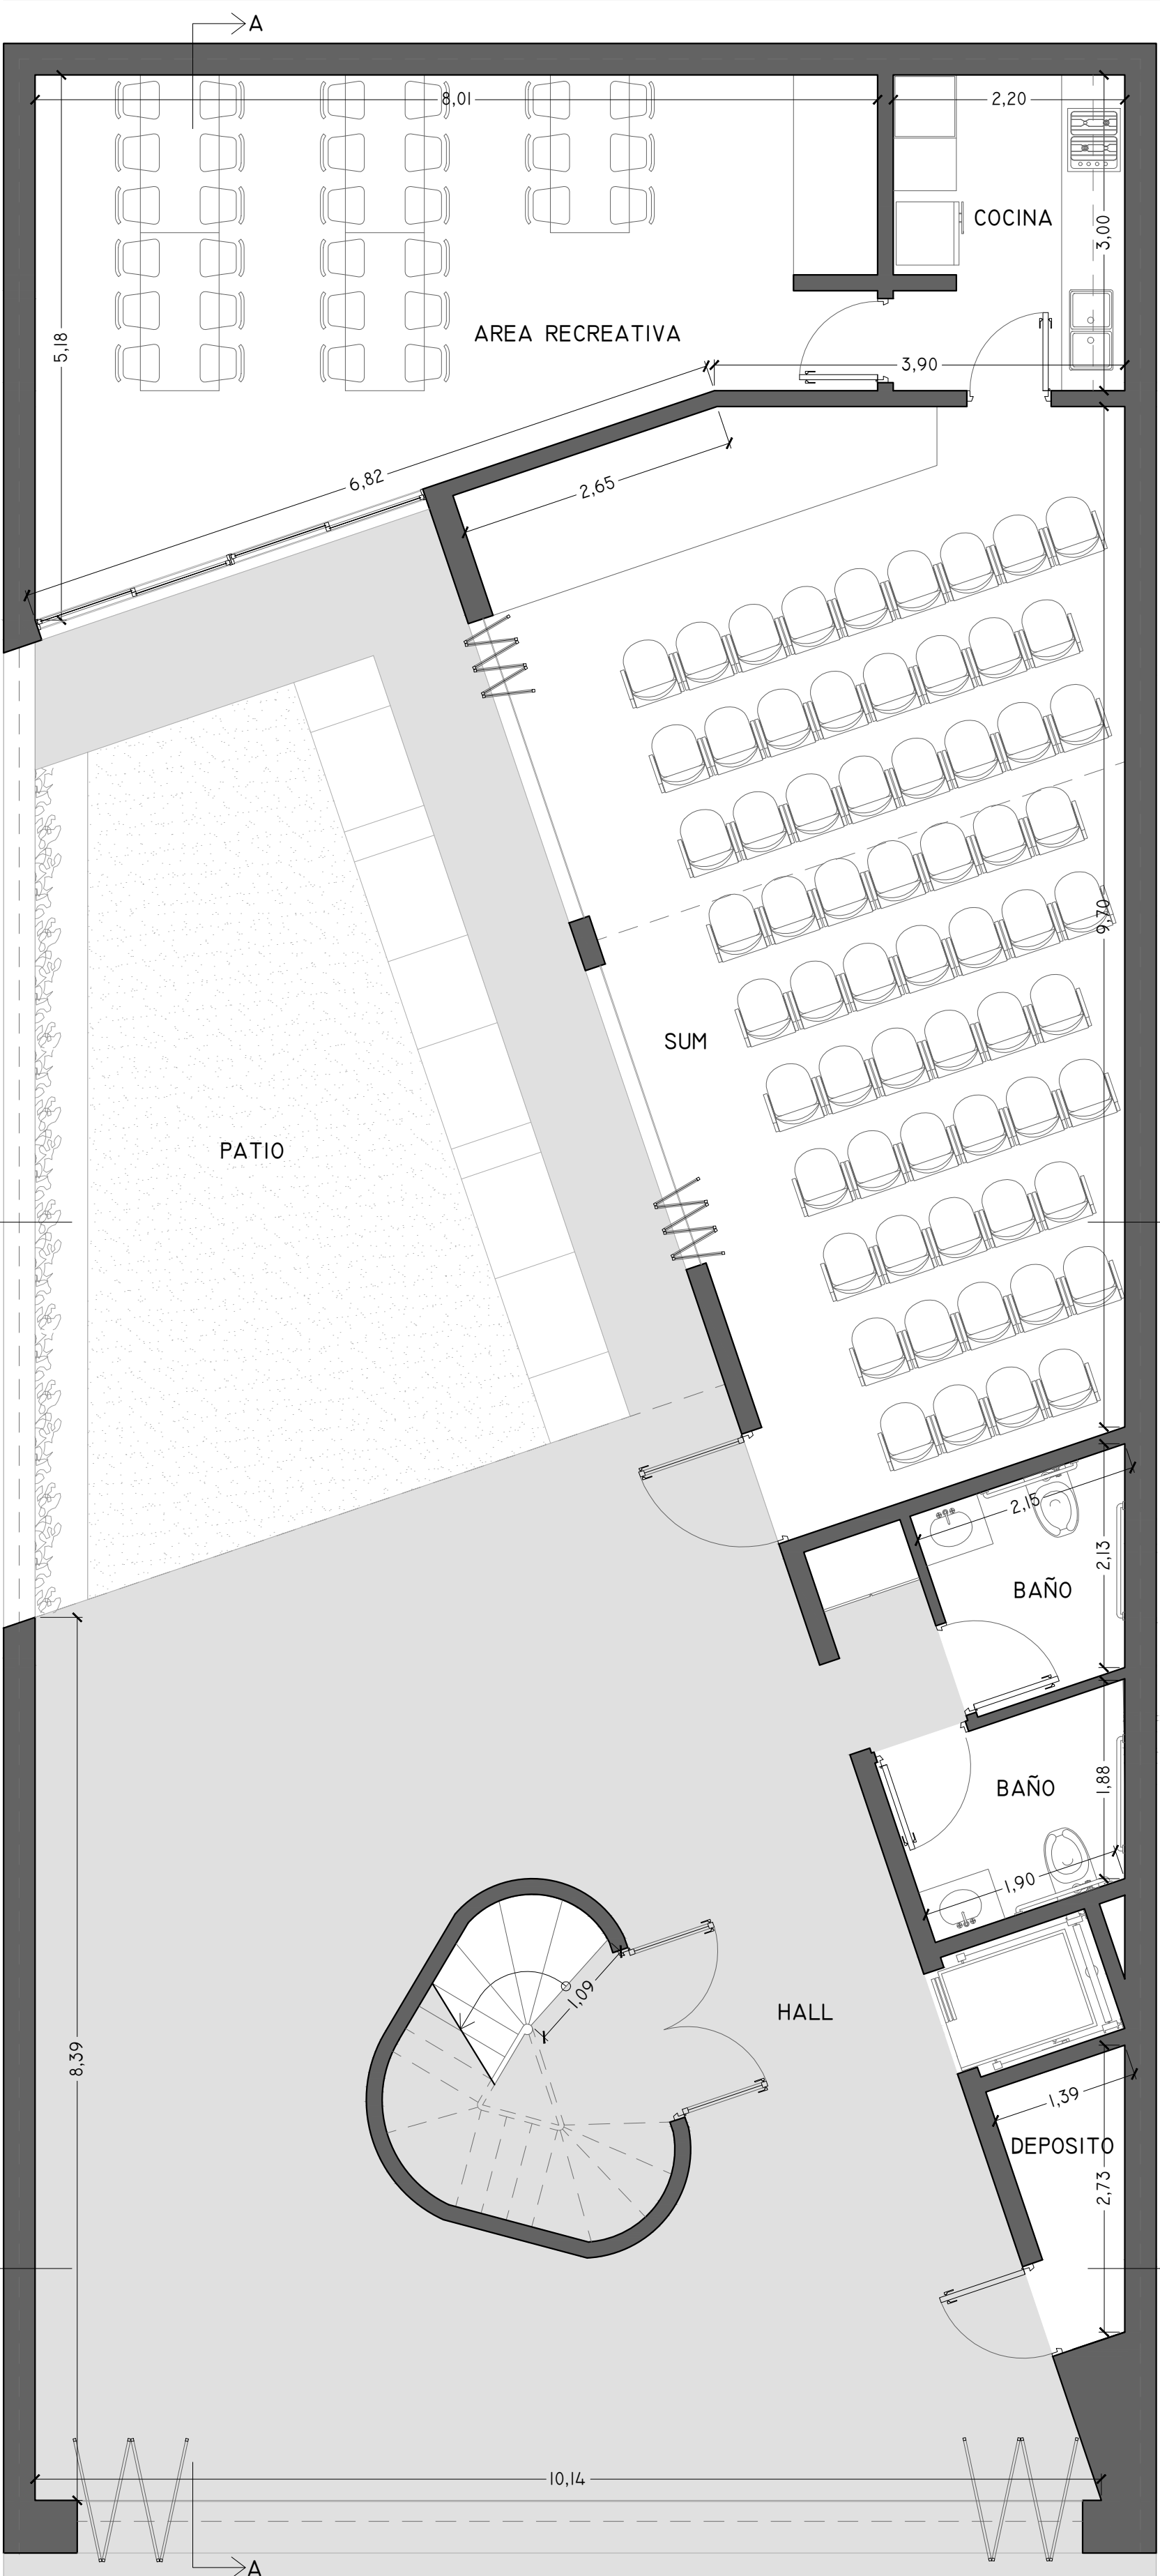 A
8,01
2,20
COCINA
3,00
AREA RECREATIVA
5,18
3,90
6,82
2,65
9,70
SUM
PATIO
2,15
2,13
BAÑO
BAÑO
1,88
1,90
1,09
HALL
8,39
1,39
DEPOSITO
2,73
10,14
A